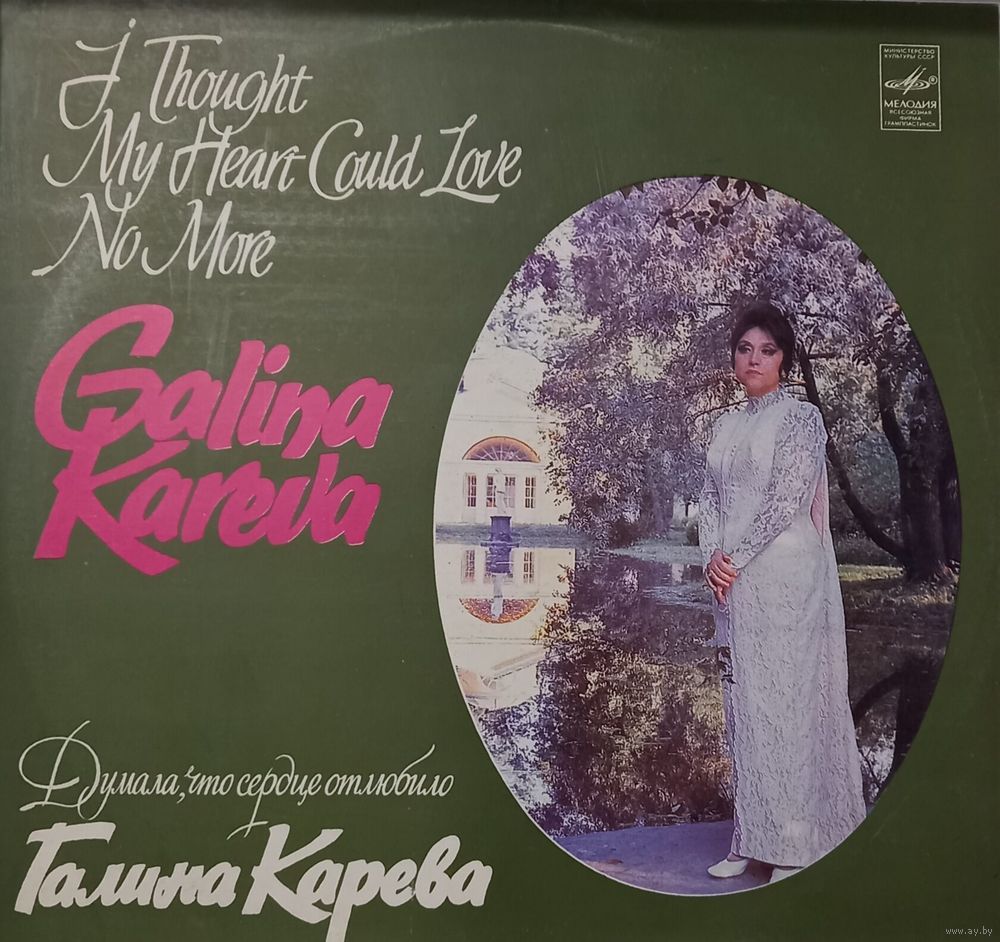 I Thought
My Heart Could Love
No More
МИНИСТЕРСТВО
КУЛЬТУРЫ СССР
®
МЕЛОДИЯ
ВСЕСОЮЗНАЯ
ФИРМА
ГРАМПЛАСТИНОК
Galina
Kareva
Думала, что сердце отлюбило
Галина Карева
www.ay.by